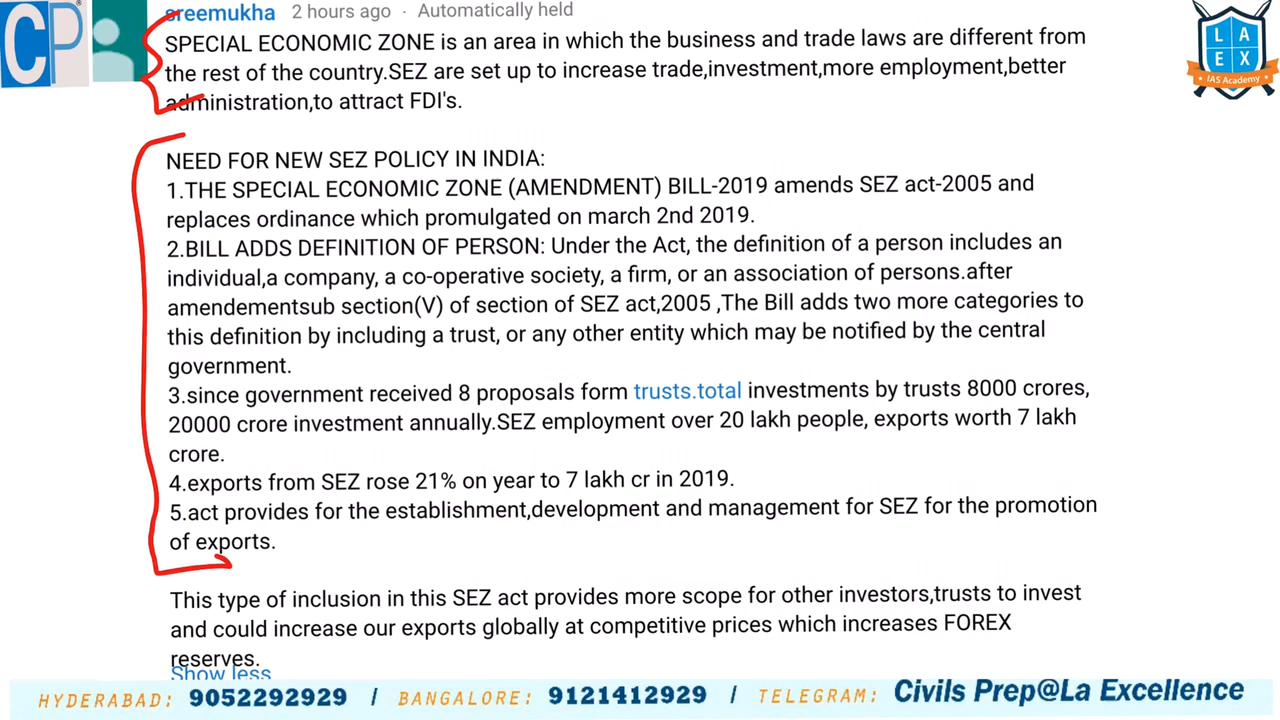 CP
sreemukha 2 hours ago · Automatically held
SPECIAL ECONOMIC ZONE is an area in which the business and trade laws are different from
the rest of the country.SEZ are set up to increase trade,investment,more employment,better
administration,to attract FDI's.
LAEX
IAS Academy
NEED FOR NEW SEZ POLICY IN INDIA:
1.THE SPECIAL ECONOMIC ZONE (AMENDMENT) BILL-2019 amends SEZ act-2005 and
replaces ordinance which promulgated on march 2nd 2019.
2.BILL ADDS DEFINITION OF PERSON: Under the Act, the definition of a person includes an
individual,a company, a co-operative society, a firm, or an association of persons.after
amendementsub section(V) of section of SEZ act,2005 ,The Bill adds two more categories to
this definition by including a trust, or any other entity which may be notified by the central
government.
3.since government received 8 proposals form trusts.total investments by trusts 8000 crores,
20000 crore investment annually.SEZ employment over 20 lakh people, exports worth 7 lakh
crore.
4.exports from SEZ rose 21% on year to 7 lakh cr in 2019.
5.act provides for the establishment,development and management for SEZ for the promotion
of exports.
This type of inclusion in this SEZ act provides more scope for other investors,trusts to invest
and could increase our exports globally at competitive prices which increases FOREX
reserves.
Show less
HYDERABAD: 9052292929 / BANGALORE: 9121412929 / TELEGRAM: Civils Prep@La Excellence